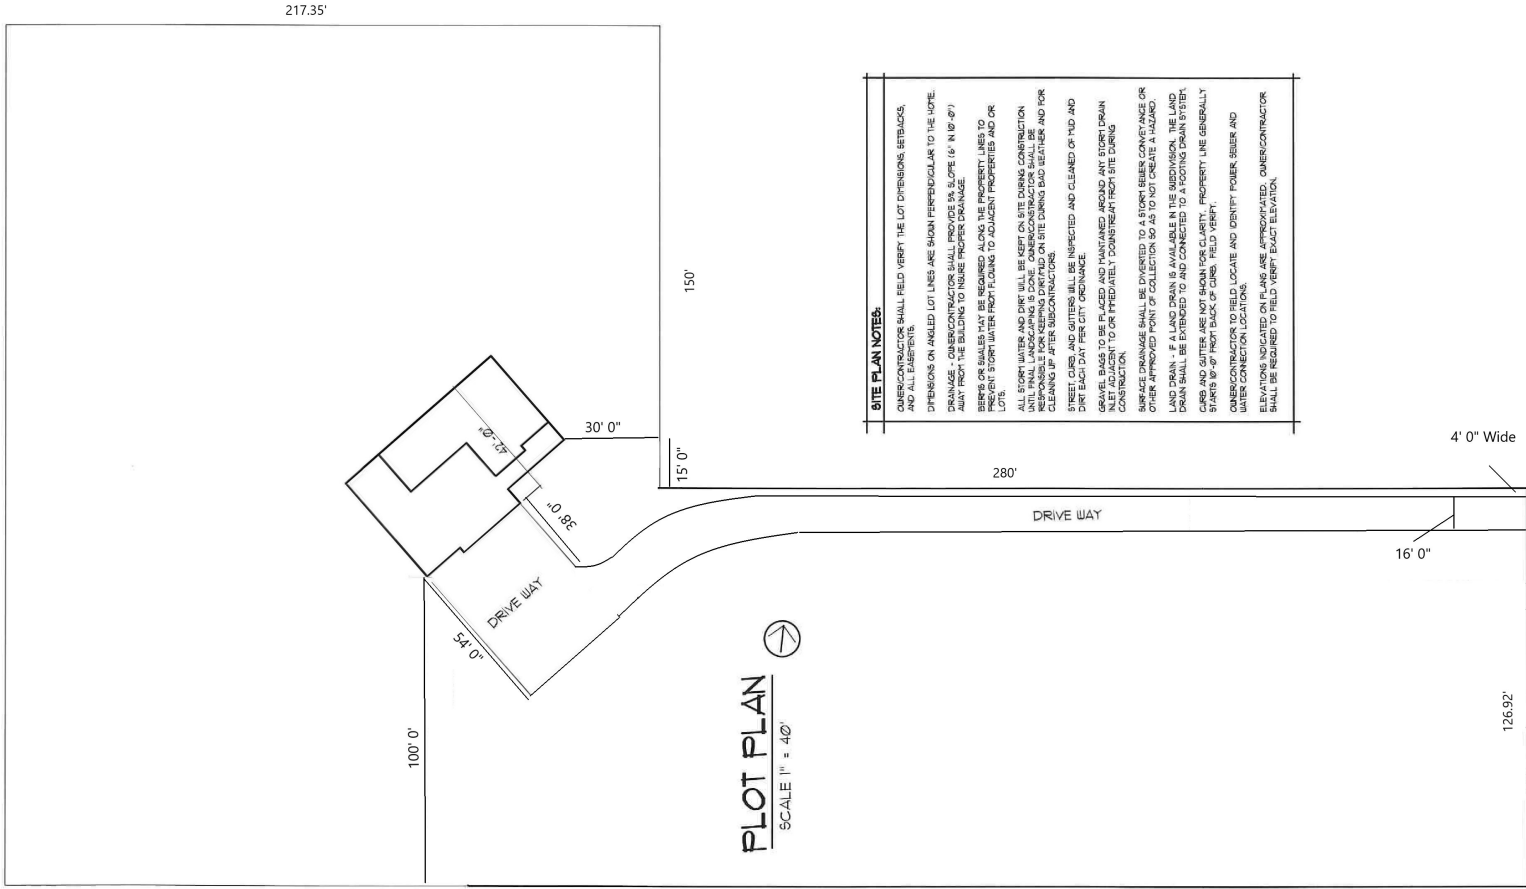 217.35'
150'
SITE PLAN NOTES:
OWNER/CONTRACTOR SHALL FIELD VERIFY THE LOT DIMENSIONS, SETBACKS,
AND ALL EASEMENTS.
DIMENSIONS ON ANGLED LOT LINES ARE SHOWN PERPENDICULAR TO THE HOME.
DRAINAGE - OWNER/CONTRACTOR SHALL PROVIDE 5% SLOPE (6" IN 10'-0")
AWAY FROM THE BUILDING TO INSURE PROPER DRAINAGE.
BERMS OR SWALES MAY BE REQUIRED ALONG THE PROPERTY LINES TO
PREVENT STORM WATER FROM FLOWING TO ADJACENT PROPERTIES AND OR
LOTS.
ALL STORM WATER AND DIRT WILL BE KEPT ON SITE DURING CONSTRUCTION
UNTIL FINAL LANDSCAPING IS DONE. OWNER/CONSTRACTOR SHALL BE
RESPONSIBLE FOR KEEPING DIRT/MUD ON SITE DURING BAD WEATHER AND FOR
CLEANING UP AFTER SUBCONTRACTORS.
STREET, CURB, AND GUTTERS WILL BE INSPECTED AND CLEANED OF MUD AND
DIRT EACH DAY PER CITY ORDINANCE.
GRAVEL BAGS TO BE PLACED AND MAINTAINED AROUND ANY STORM DRAIN
INLET ADJACENT TO OR IMMEDIATELY DOWNSTREAM FROM SITE DURING
CONSTRUCTION.
SURFACE DRAINAGE SHALL BE DIVERTED TO A STORM SEWER CONVEYANCE OR
OTHER APPROVED POINT OF COLLECTION SO AS TO NOT CREATE A HAZARD.
LAND DRAIN - IF A LAND DRAIN IS AVAILABLE IN THE SUBDIVISION, THE LAND
DRAIN SHALL BE EXTENDED TO AND CONNECTED TO A FOOTING DRAIN SYSTEM.
CURB AND GUTTER ARE NOT SHOWN FOR CLARITY. PROPERTY LINE GENERALLY
STARTS 10'-0" FROM BACK OF CURB. FIELD VERIFY.
OWNER/CONTRACTOR TO FIELD LOCATE AND IDENTIFY POWER, SEWER AND
WATER CONNECTION LOCATIONS.
ELEVATIONS INDICATED ON PLANS ARE APPROXIMATED. OWNER/CONTRACTOR
SHALL BE REQUIRED TO FIELD VERIFY EXACT ELEVATION.
42'-0"
30' 0"
15' 0"
280'
4' 0" Wide
38' 0"
DRIVE WAY
16' 0"
DRIVE WAY
54' 0"
100' 0'
PLOT PLAN
SCALE 1" = 40'
126.92'